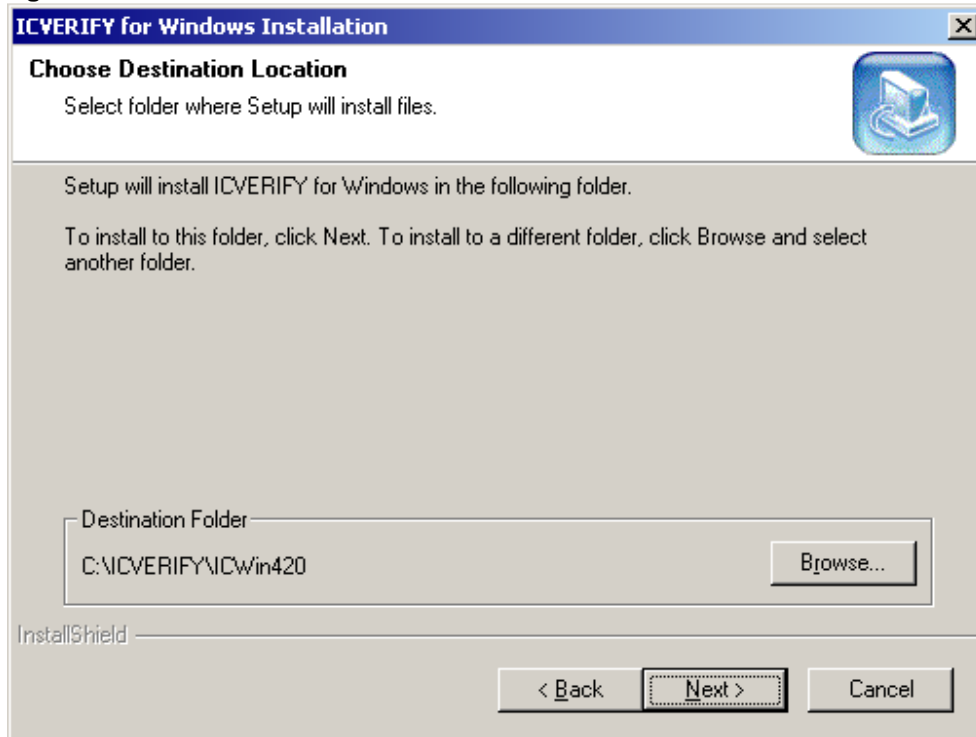 ICVERIFY for Windows Installation
Choose Destination Location
Select folder where Setup will install files.
Setup will install ICVERIFY for Windows in the following folder.
To install to this folder, click Next. To install to a different folder, click Browse and select
another folder.
Destination Folder
C:\ICVERIFY\ICWin420
Browse...
InstallShield
< Back
Next >
Cancel